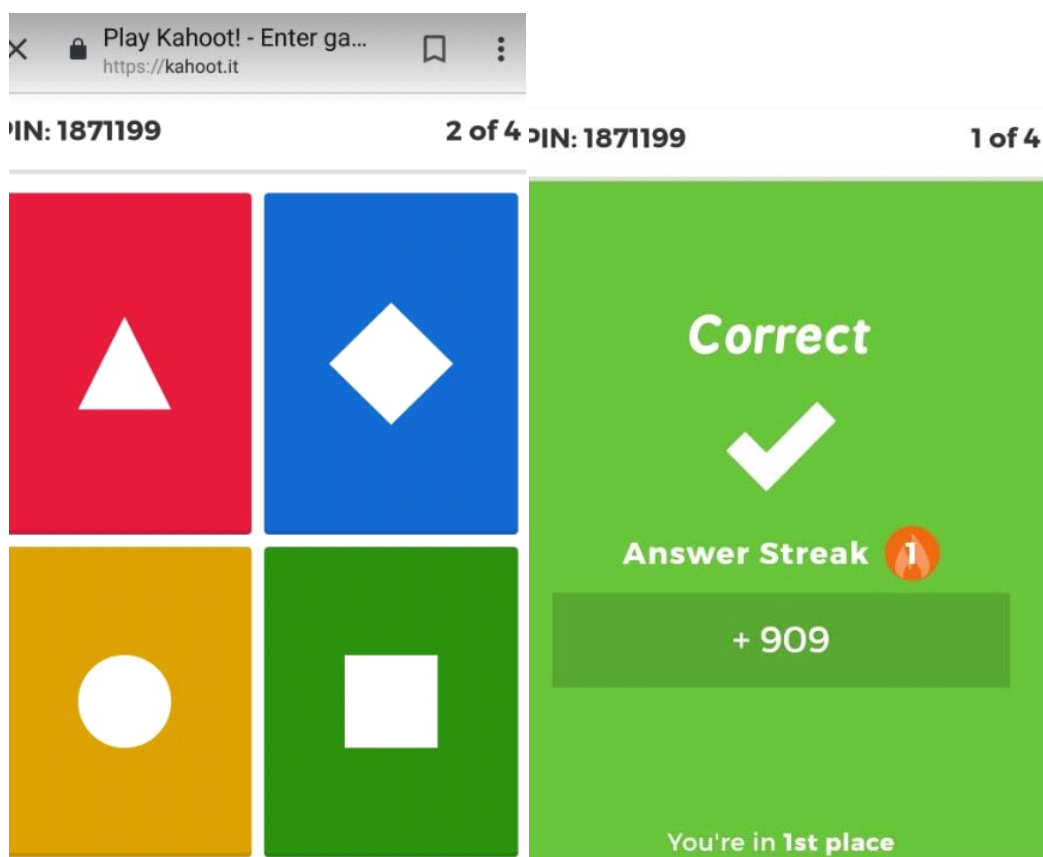 Play Kahoot! - Enter ga...
https://kahoot.it
PIN: 1871199
2 of 4
PIN: 1871199
1 of 4
Correct
Answer Streak 1
+ 909
You're in 1st place